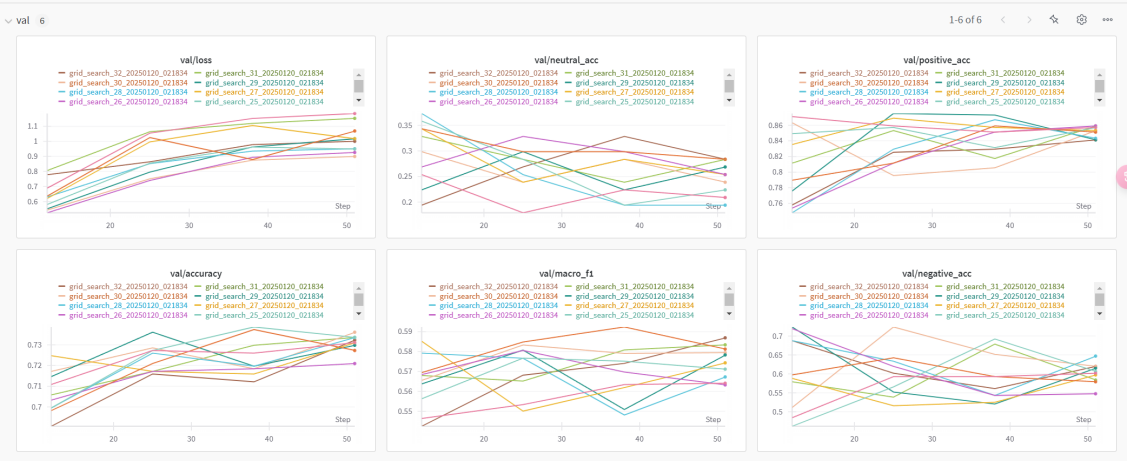 val 6 1-6 of 6
val/loss
grid_search_32_20250120_021834 grid_search_31_20250120_021834
grid_search_30_20250120_021834 grid_search_29_20250120_021834
grid_search_28_20250120_021834 grid_search_27_20250120_021834
grid_search_26_20250120_021834 grid_search_25_20250120_021834
1.1
1
0.9
0.8
0.7
0.6
Step
20 30 40 50
val/neutral_acc
grid_search_32_20250120_021834 grid_search_31_20250120_021834
grid_search_30_20250120_021834 grid_search_29_20250120_021834
grid_search_28_20250120_021834 grid_search_27_20250120_021834
grid_search_26_20250120_021834 grid_search_25_20250120_021834
0.35
0.3
0.25
0.2
Step
20 30 40 50
val/positive_acc
grid_search_32_20250120_021834 grid_search_31_20250120_021834
grid_search_30_20250120_021834 grid_search_29_20250120_021834
grid_search_28_20250120_021834 grid_search_27_20250120_021834
grid_search_26_20250120_021834 grid_search_25_20250120_021834
0.86
0.84
0.82
0.8
0.78
0.76
Step
20 30 40 50
val/accuracy
grid_search_32_20250120_021834 grid_search_31_20250120_021834
grid_search_30_20250120_021834 grid_search_29_20250120_021834
grid_search_28_20250120_021834 grid_search_27_20250120_021834
grid_search_26_20250120_021834 grid_search_25_20250120_021834
0.73
0.72
0.71
0.7
Step
20 30 40 50
val/macro_f1
grid_search_32_20250120_021834 grid_search_31_20250120_021834
grid_search_30_20250120_021834 grid_search_29_20250120_021834
grid_search_28_20250120_021834 grid_search_27_20250120_021834
grid_search_26_20250120_021834 grid_search_25_20250120_021834
0.59
0.58
0.57
0.56
0.55
Step
20 30 40 50
val/negative_acc
grid_search_32_20250120_021834 grid_search_31_20250120_021834
grid_search_30_20250120_021834 grid_search_29_20250120_021834
grid_search_28_20250120_021834 grid_search_27_20250120_021834
grid_search_26_20250120_021834 grid_search_25_20250120_021834
0.7
0.65
0.6
0.55
0.5
Step
20 30 40 50